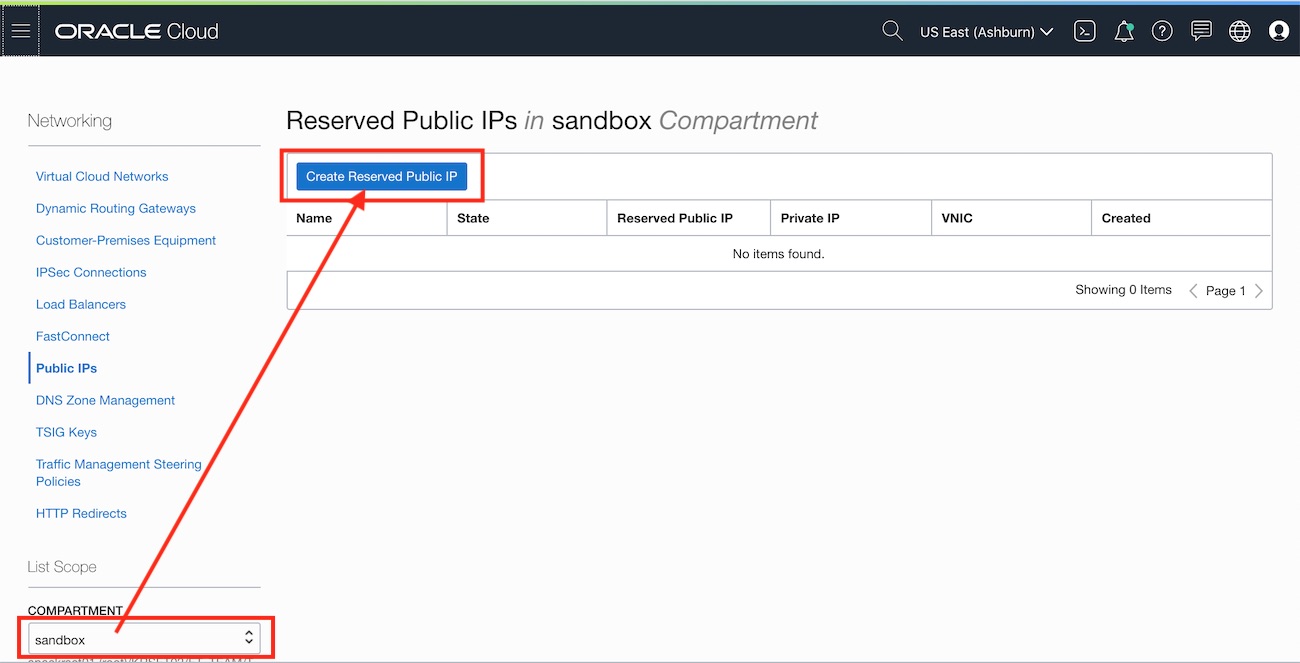 ORACLE Cloud
US East (Ashburn)
Networking
Virtual Cloud Networks
Dynamic Routing Gateways
Customer-Premises Equipment
IPSec Connections
Load Balancers
FastConnect
Public IPs
DNS Zone Management
TSIG Keys
Traffic Management Steering
Policies
HTTP Redirects
List Scope
COMPARTMENT
sandbox
Reserved Public IPs in sandbox Compartment
Create Reserved Public IP
Name State Reserved Public IP Private IP VNIC Created
No items found.
Showing 0 Items Page 1